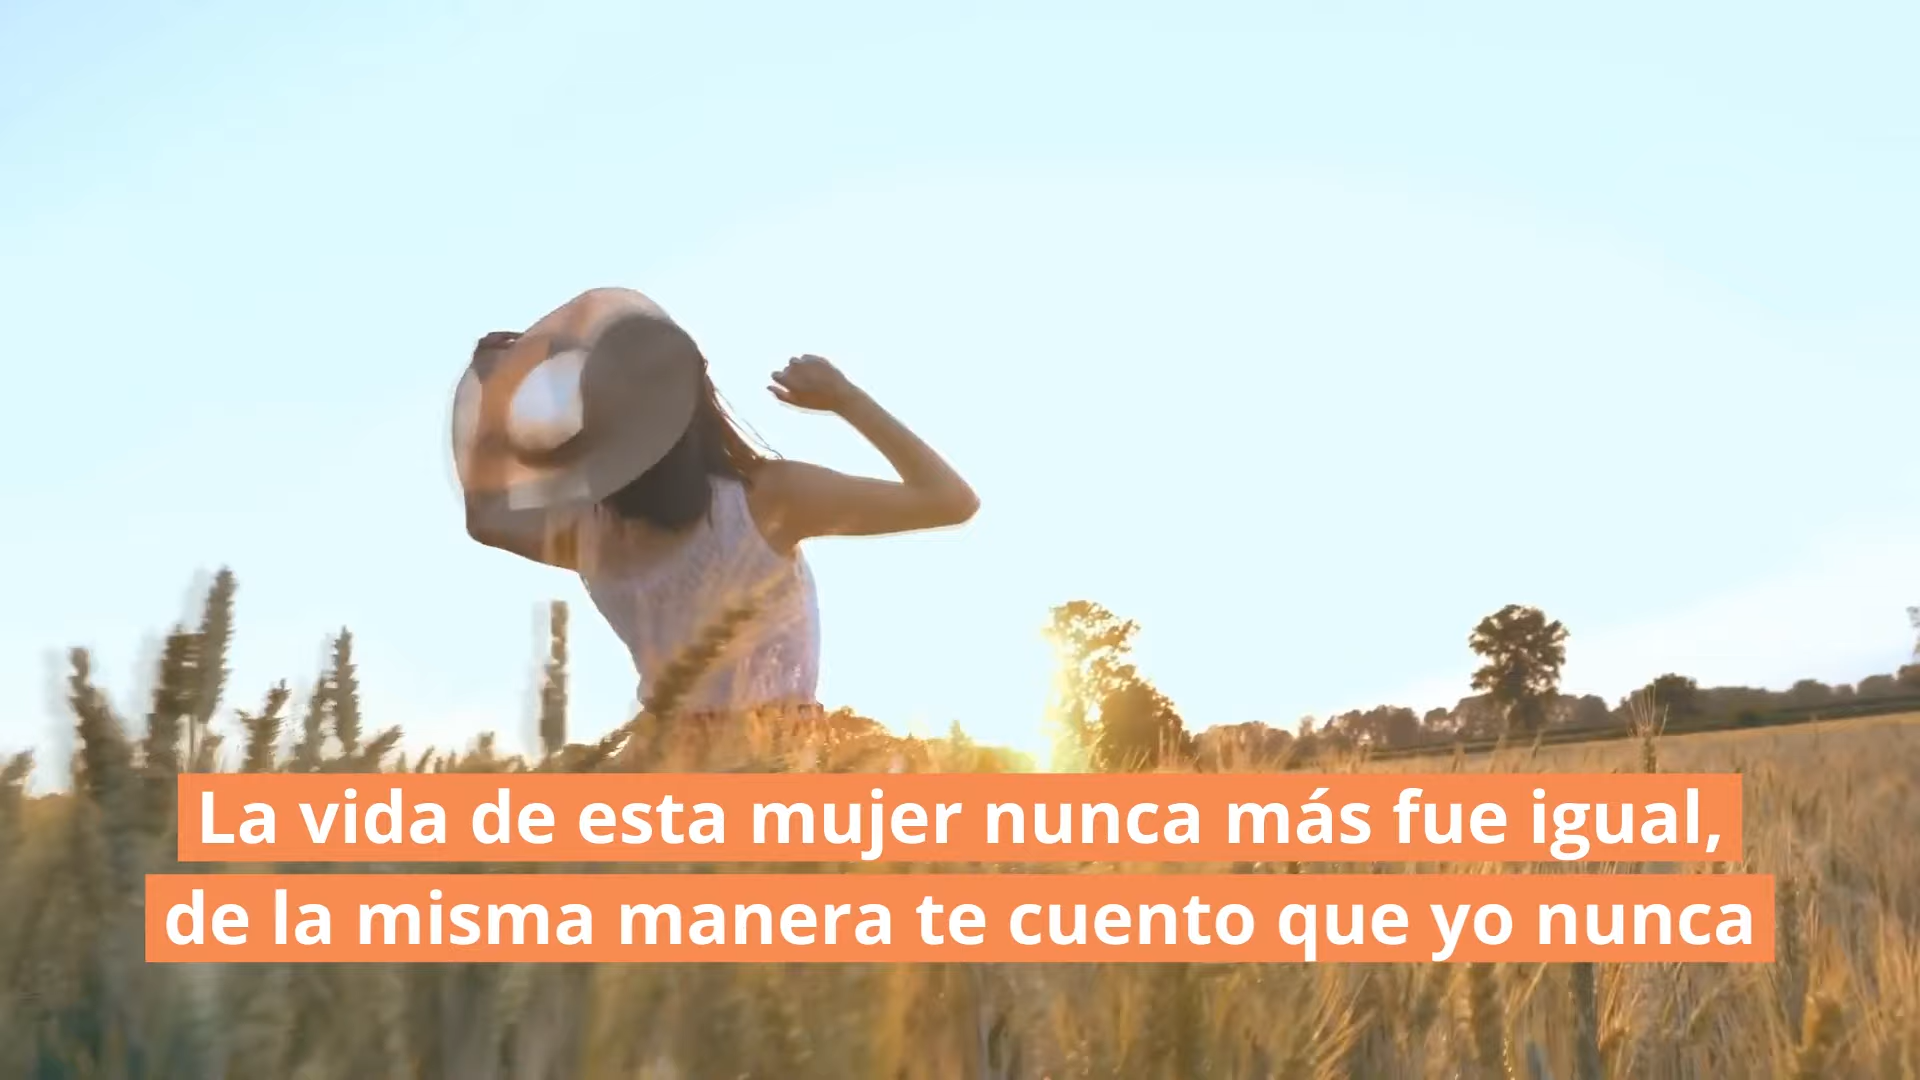 La vida de esta mujer nunca más fue igual,
de la misma manera te cuento que yo nunca